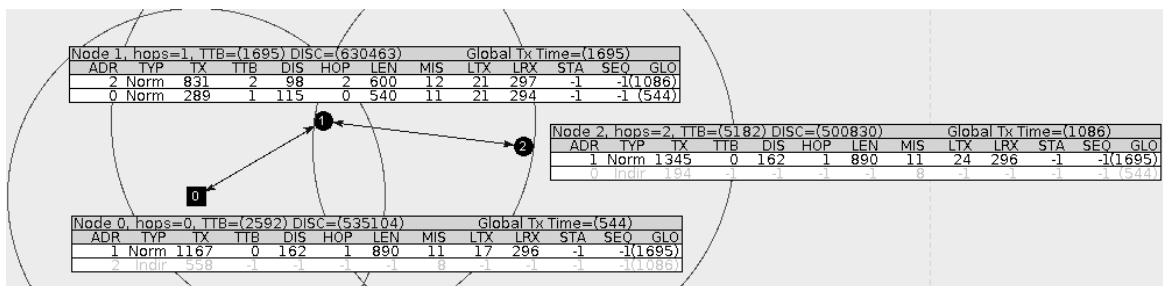 Node 1, hops=1, TTB=(1695) DISC=(630463) Global Tx Time=(1695)
ADR TYP TX TTB DIS HOP LEN MIS LTX LRX STA SEQ GLO
2 Norm 831 2 98 2 600 12 21 297 -1 -1(1086)
0 Norm 289 1 115 0 540 11 21 294 -1 -1 (544)
1
2
Node 2, hops=2, TTB=(5182) DISC=(500830) Global Tx Time=(1086)
ADR TYP TX TTB DIS HOP LEN MIS LTX LRX STA SEQ GLO
1 Norm 1345 0 162 1 890 11 24 296 -1 -1(1695)
0 Indir 194 -1 -1 -1 -1 8 -1 -1 -1 -1 (544)
0
Node 0, hops=0, TTB=(2592) DISC=(535104) Global Tx Time=(544)
ADR TYP TX TTB DIS HOP LEN MIS LTX LRX STA SEQ GLO
1 Norm 1167 0 162 1 890 11 17 296 -1 -1(1695)
2 Indir 558 -1 -1 -1 -1 8 -1 -1 -1 -1(1086)